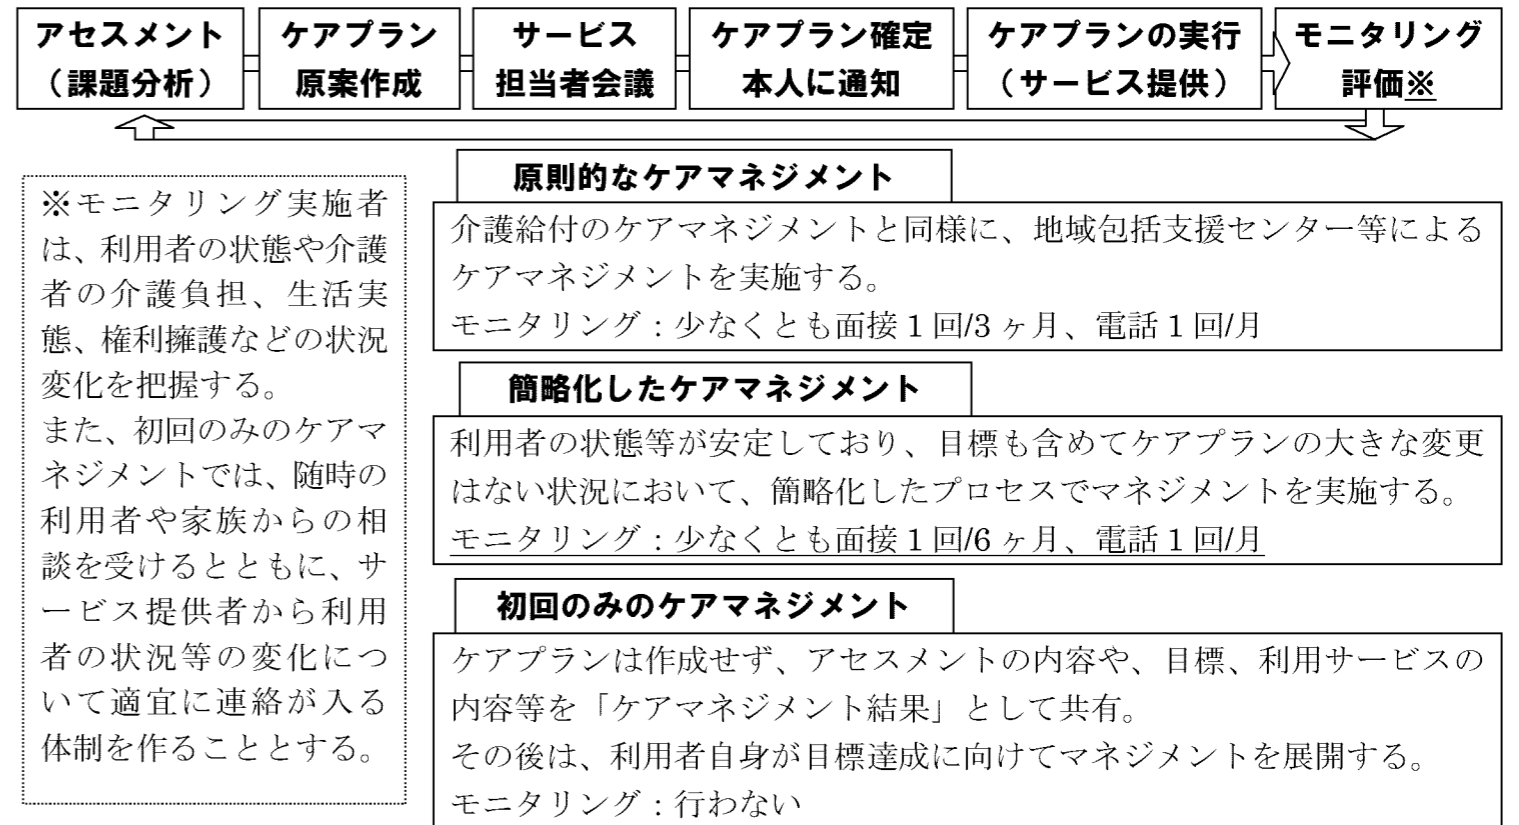 アセスメント
（課題分析）
ケアプラン
原案作成
サービス
担当者会議
ケアプラン確定
本人に通知
ケアプランの実行
（サービス提供）
モニタリング
評価※
※モニタリング実施者
は、利用者の状態や介護
者の介護負担、生活実
態、権利擁護などの状況
変化を把握する。
また、初回のみのケアマ
ネジメントでは、随時の
利用者や家族からの相
談を受けるとともに、サ
ービス提供者から利用
者の状況等の変化につ
いて適宜に連絡が入る
体制を作ることとする。
原則的なケアマネジメント
介護給付のケアマネジメントと同様に、地域包括支援センター等による
ケアマネジメントを実施する。
モニタリング：少なくとも面接 1 回/3 ヶ月、電話 1 回/月
簡略化したケアマネジメント
利用者の状態等が安定しており、目標も含めてケアプランの大きな変更
はない状況において、簡略化したプロセスでマネジメントを実施する。
モニタリング：少なくとも面接 1 回/6 ヶ月、電話 1 回/月
初回のみのケアマネジメント
ケアプランは作成せず、アセスメントの内容や、目標、利用サービスの
内容等を「ケアマネジメント結果」として共有。
その後は、利用者自身が目標達成に向けてマネジメントを展開する。
モニタリング：行わない